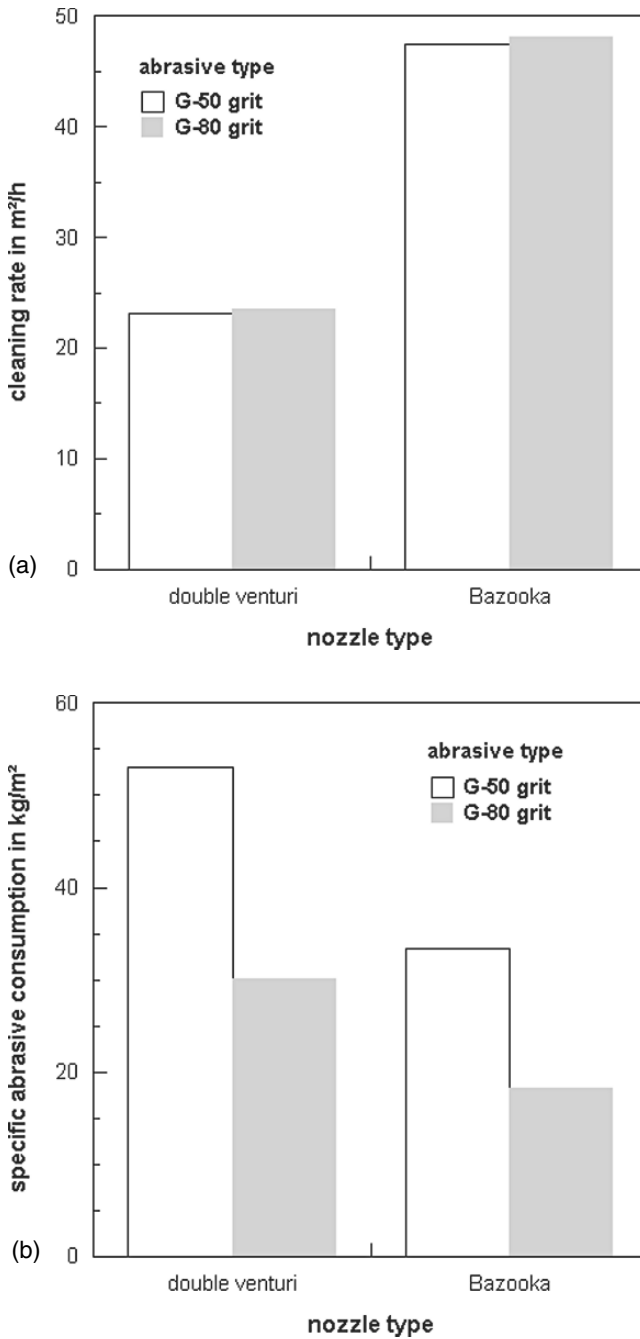 50
abrasive type
G-50 grit
G-80 grit
40
30
20
10
0
cleaning rate in m²/h
(a)
double venturi
Bazooka
nozzle type
60
abrasive type
G-50 grit
G-80 grit
40
20
0
specific abrasive consumption in kg/m²
(b)
double venturi
Bazooka
nozzle type